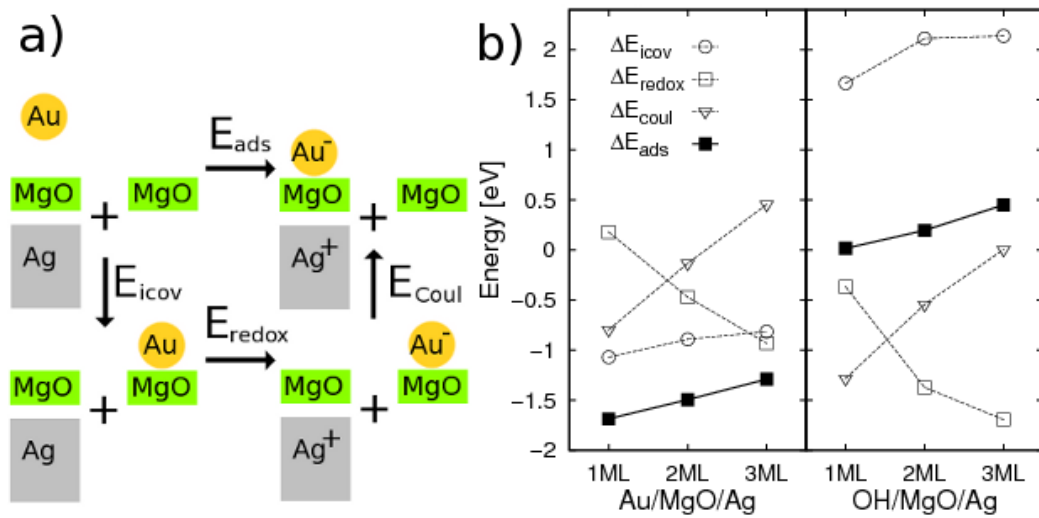 a)
Au
E_ads
Au⁻
MgO
MgO
MgO
MgO
+
+
Ag
Ag⁺
E_icov
E_Coul
Au
E_redox
Au⁻
MgO
MgO
MgO
MgO
+
+
Ag
Ag⁺
b)
Energy [eV]
2
1.5
1
0.5
0
−0.5
−1
−1.5
−2
ΔE_icov
ΔE_redox
ΔE_coul
ΔE_ads
1ML 2ML 3ML
Au/MgO/Ag
1ML 2ML 3ML
OH/MgO/Ag